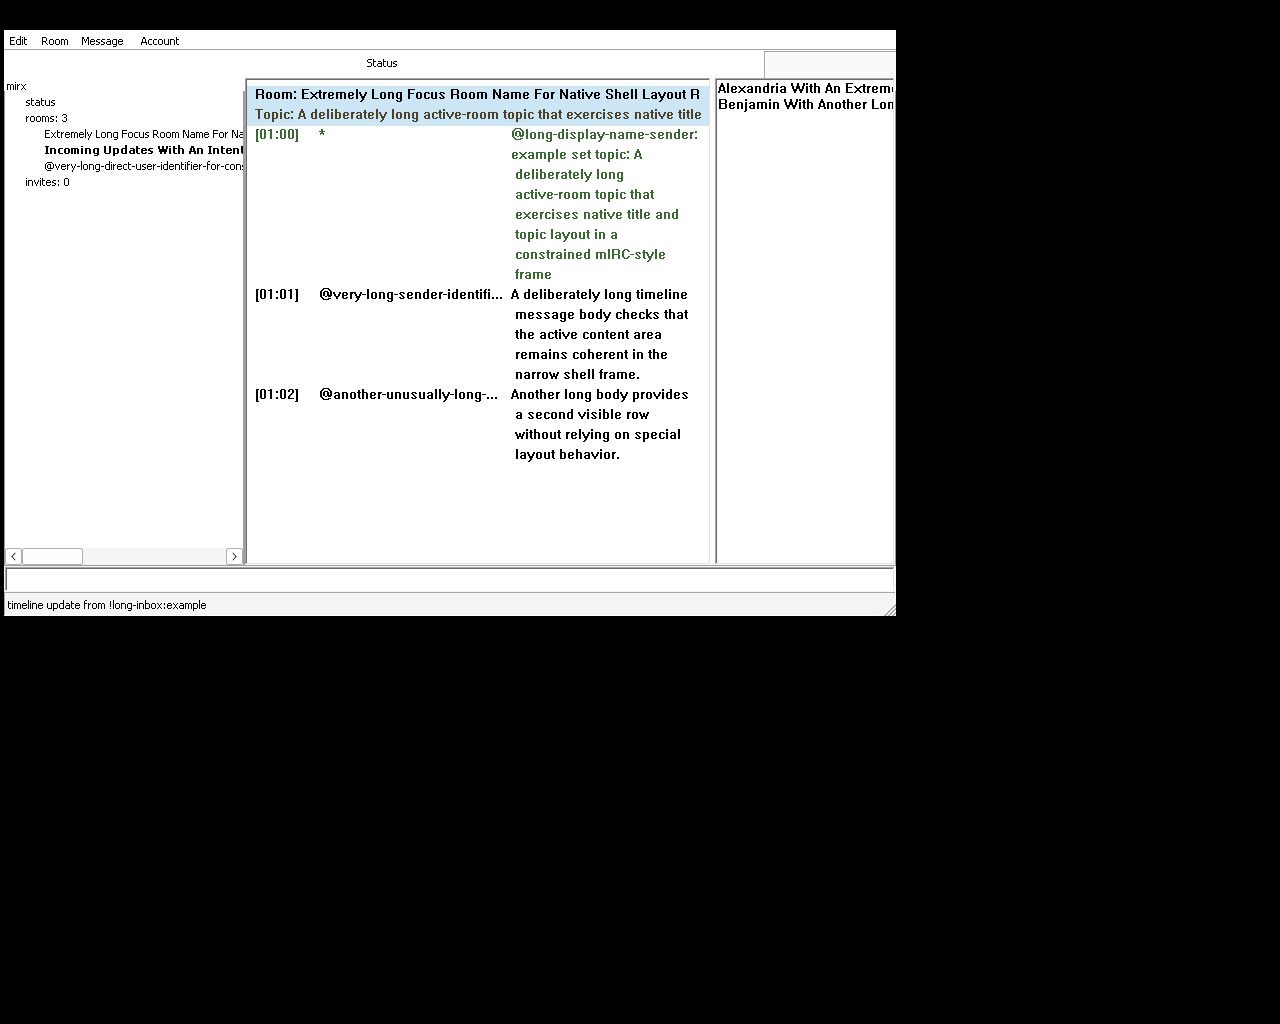 Edit Room Message Account
Status
mirx
status
rooms: 3
Extremely Long Focus Room Name For Na
Incoming Updates With An Intent
@very-long-direct-user-identifier-for-cons
invites: 0
Room: Extremely Long Focus Room Name For Native Shell Layout R
Topic: A deliberately long active-room topic that exercises native title
[01:00] * @long-display-name-sender:
example set topic: A
deliberately long
active-room topic that
exercises native title and
topic layout in a
constrained mIRC-style
frame
[01:01] @very-long-sender-identifi... A deliberately long timeline
message body checks that
the active content area
remains coherent in the
narrow shell frame.
[01:02] @another-unusually-long-... Another long body provides
a second visible row
without relying on special
layout behavior.
Alexandria With An Extreme
Benjamin With Another Lon
timeline update from !long-inbox:example